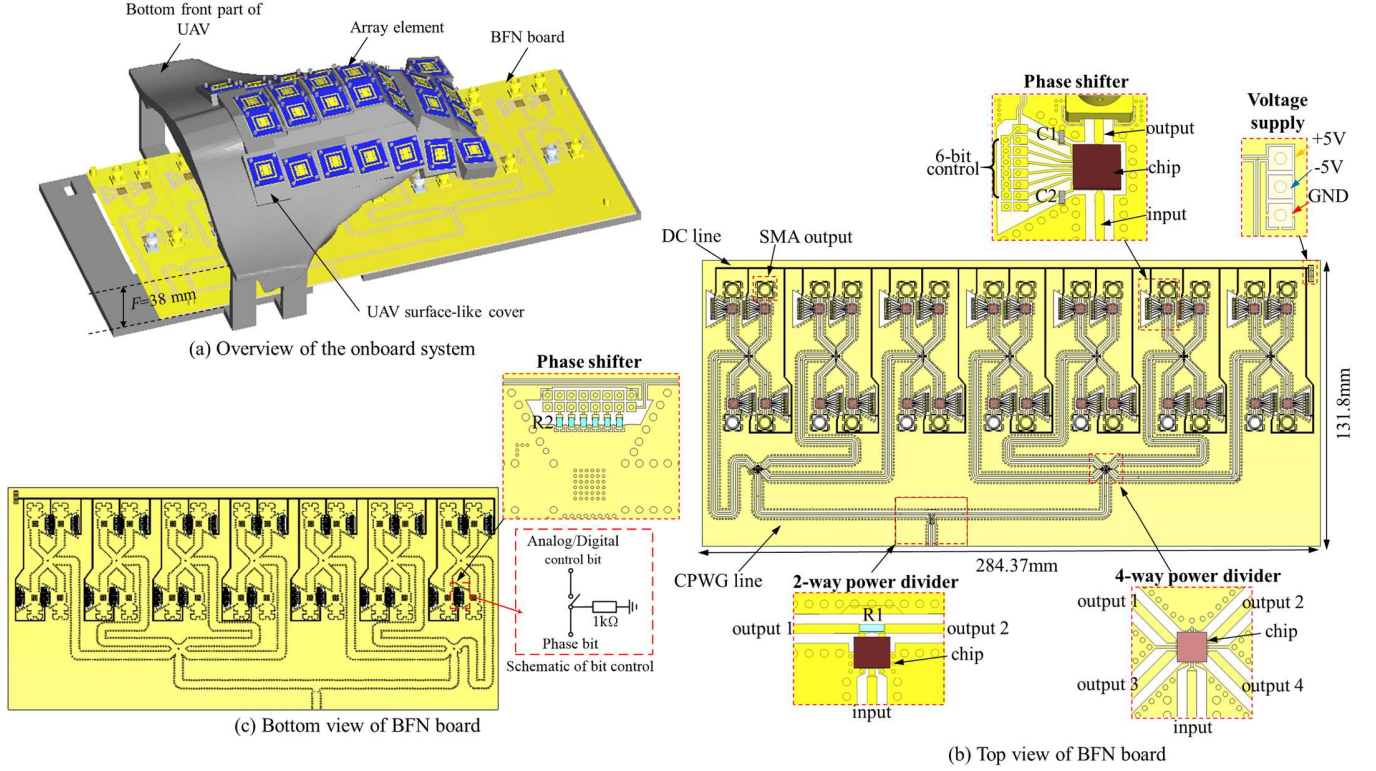 Bottom front part of
UAV
Array element
BFN board
F=38 mm
UAV surface-like cover
(a) Overview of the onboard system
Phase shifter
C1
output
6-bit
control
chip
C2
input
Voltage
supply
+5V
-5V
GND
DC line
SMA output
131.8mm
284.37mm
CPWG line
2-way power divider
R1
output 1
output 2
chip
input
4-way power divider
output 1
output 2
chip
output 3
output 4
input
(b) Top view of BFN board
Phase shifter
R2
Analog/Digital
control bit
1kΩ
Phase bit
Schematic of bit control
(c) Bottom view of BFN board